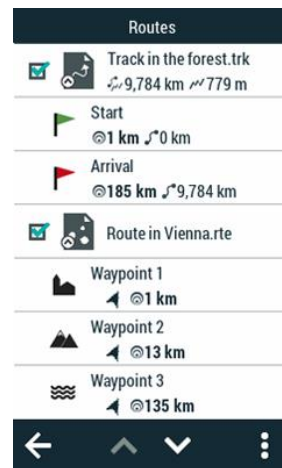 Routes
Track in the forest.trk
9,784 km 779 m
Start
1 km 0 km
Arrival
185 km 9,784 km
Route in Vienna.rte
Waypoint 1
1 km
Waypoint 2
13 km
Waypoint 3
135 km